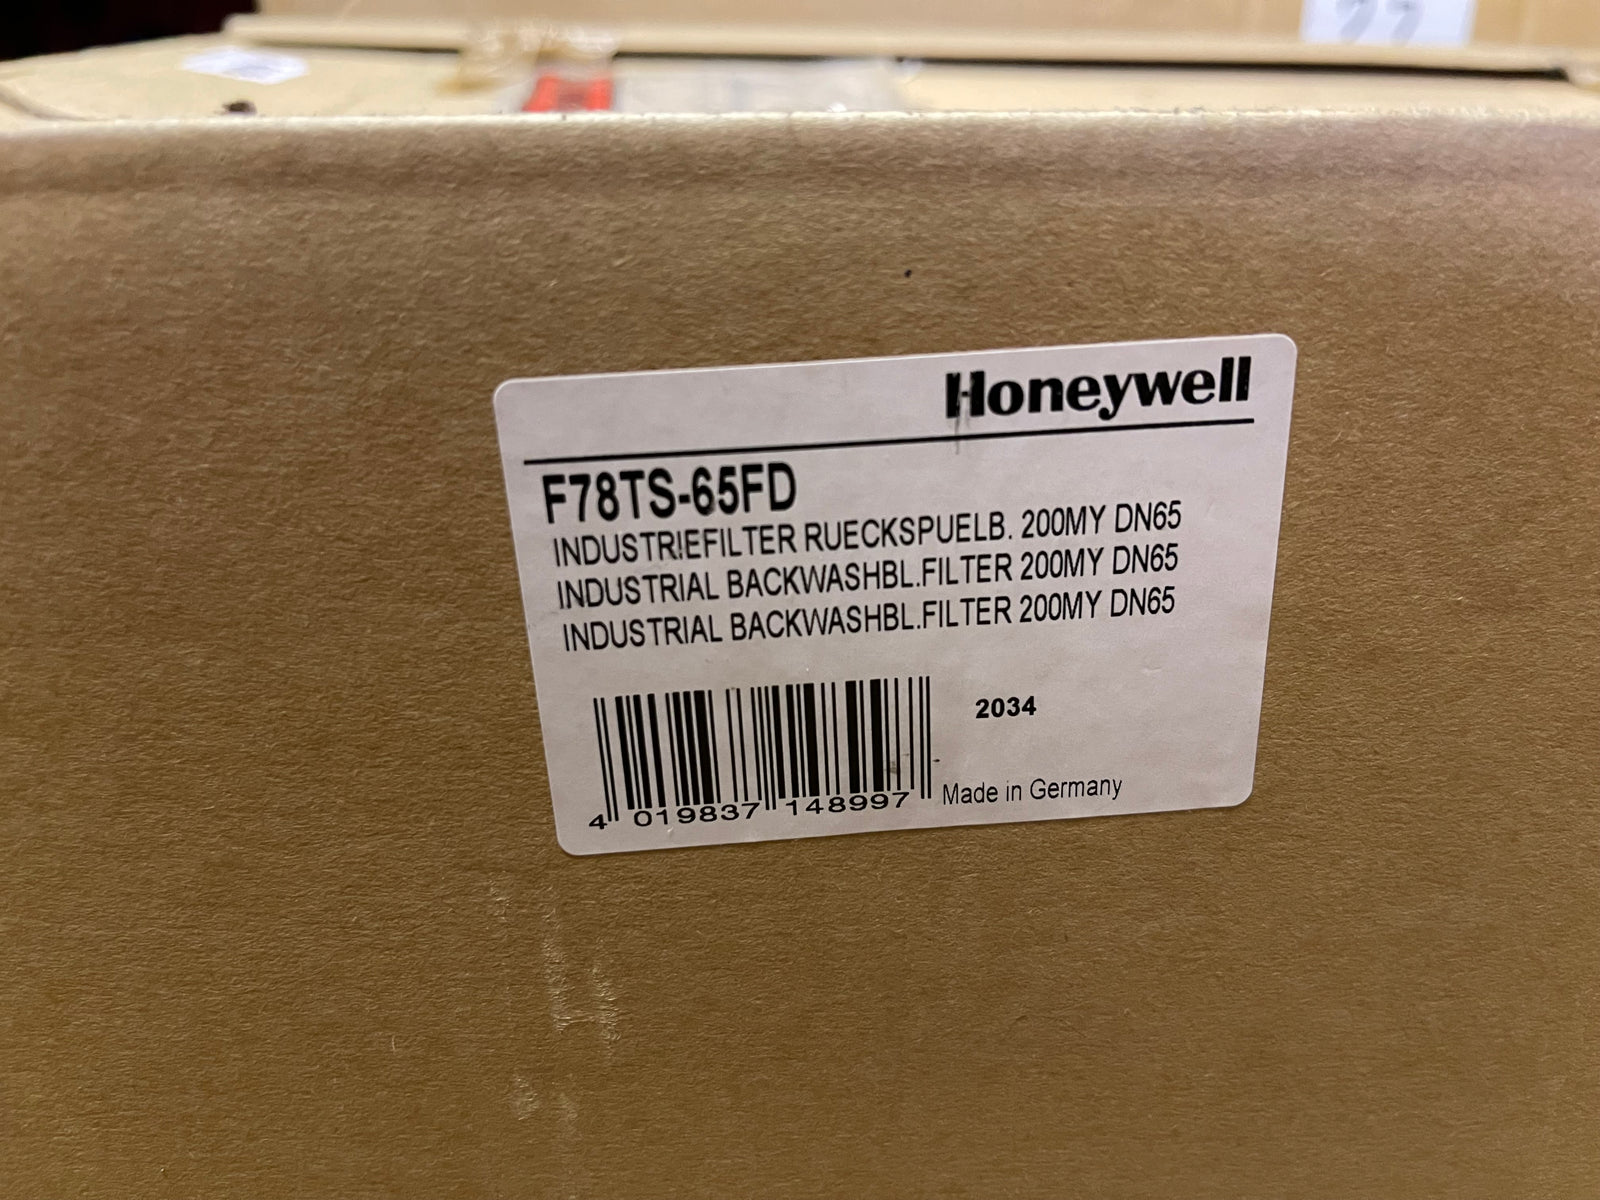 Honeywell
F78TS-65FD
INDUSTRIEFILTER RUECKSPUELB. 200MY DN65
INDUSTRIAL BACKWASHBL.FILTER 200MY DN65
INDUSTRIAL BACKWASHBL.FILTER 200MY DN65
2034
4 019837 148997
Made in Germany